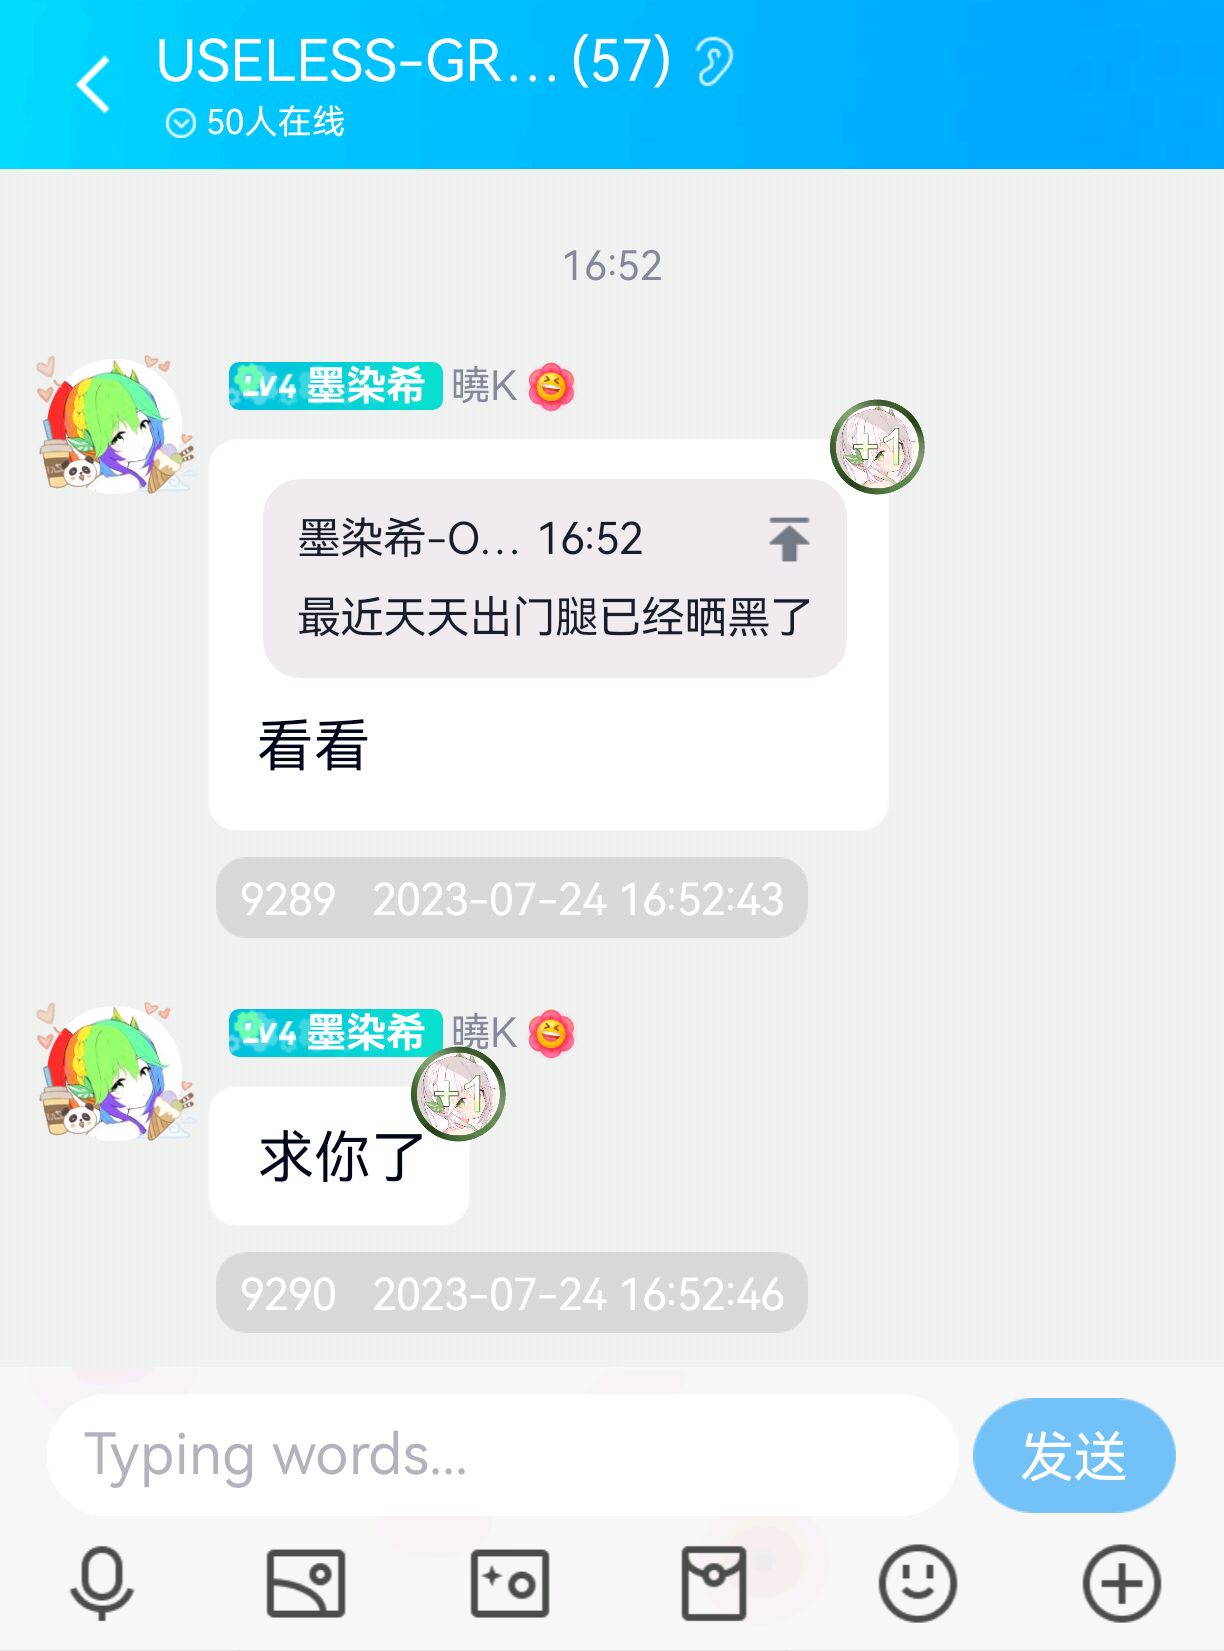 USELESS-GR... (57)
50人在线
16:52
LV4 墨染希 曉K
+1
墨染希-O... 16:52
最近天天出门腿已经晒黑了
看看
9289 2023-07-24 16:52:43
LV4 墨染希 曉K
+1
求你了
9290 2023-07-24 16:52:46
Typing words...
发送